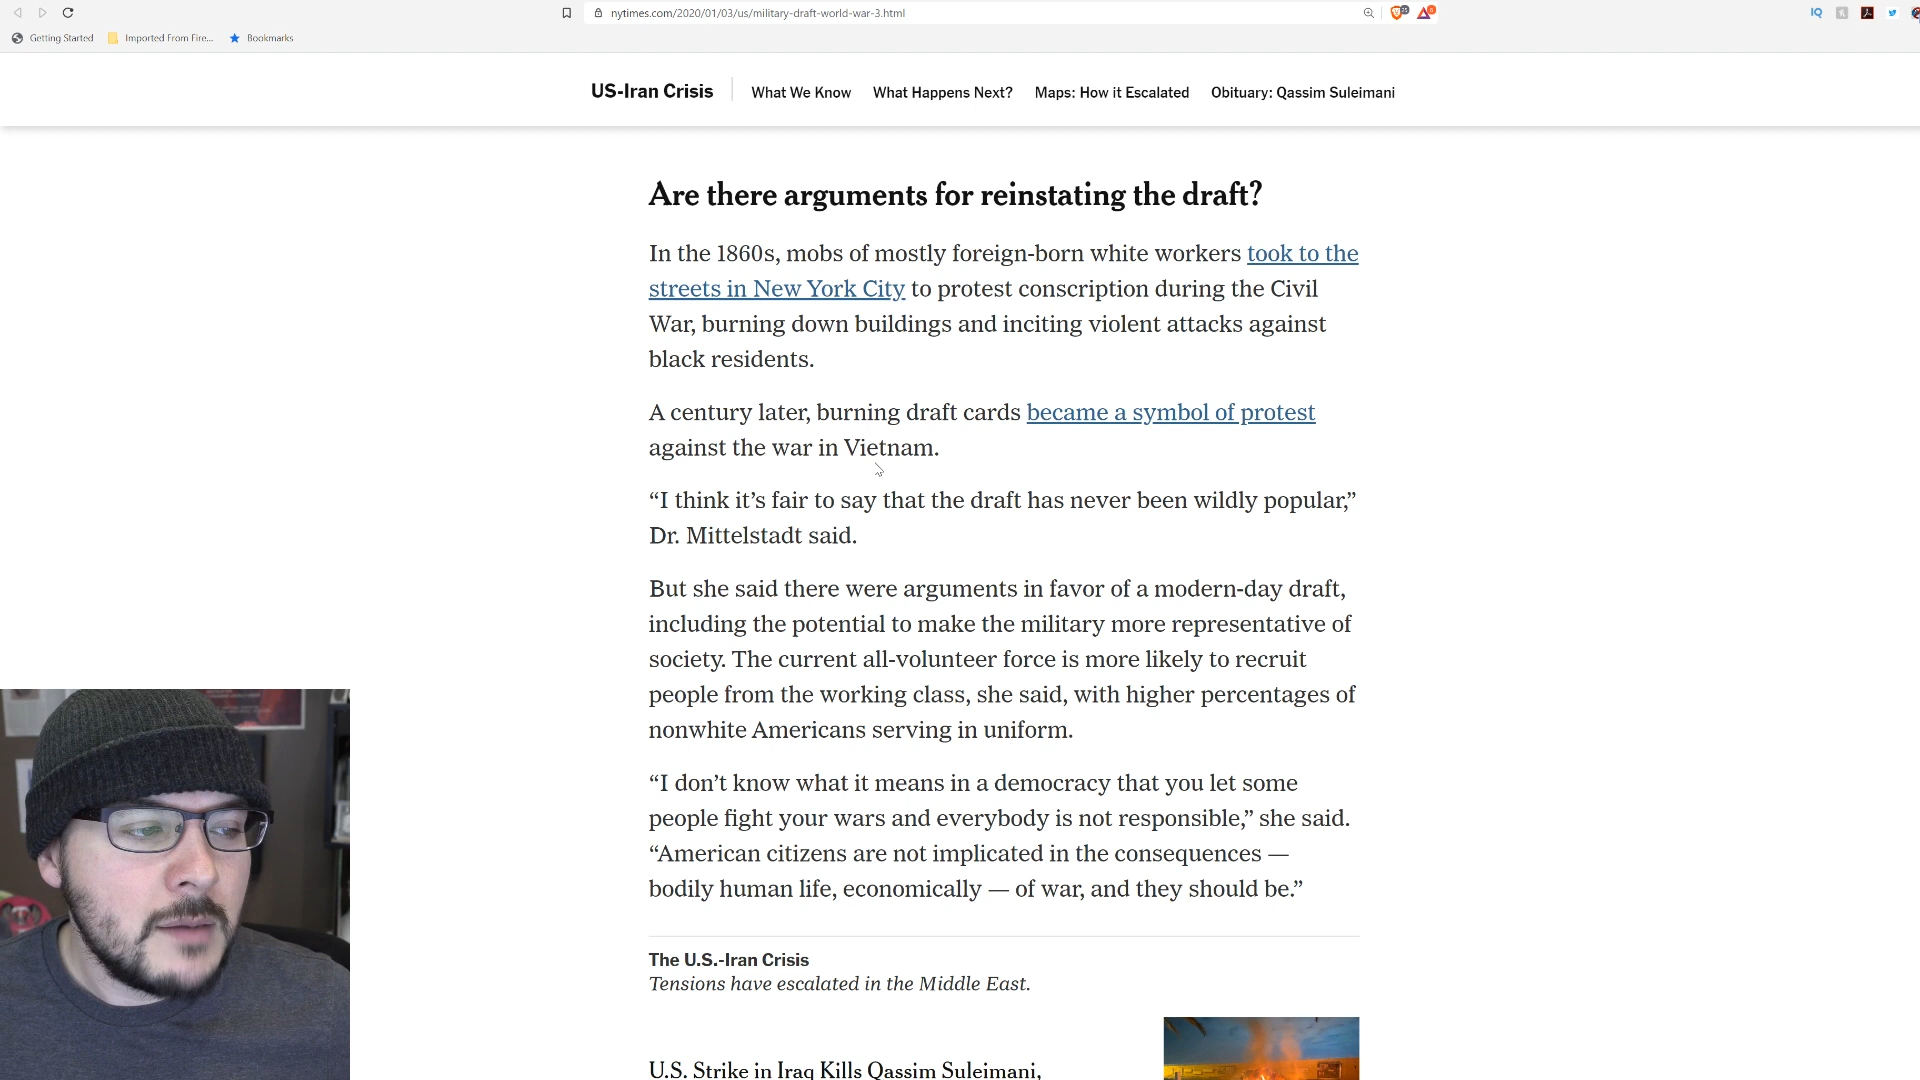 nytimes.com/2020/01/03/us/military-draft-world-war-3.html
Getting Started
Imported From Fire...
Bookmarks
US-Iran Crisis
What We Know
What Happens Next?
Maps: How it Escalated
Obituary: Qassim Suleimani
Are there arguments for reinstating the draft?
In the 1860s, mobs of mostly foreign-born white workers took to the
streets in New York City to protest conscription during the Civil
War, burning down buildings and inciting violent attacks against
black residents.
A century later, burning draft cards became a symbol of protest
against the war in Vietnam.
“I think it’s fair to say that the draft has never been wildly popular,”
Dr. Mittelstadt said.
But she said there were arguments in favor of a modern-day draft,
including the potential to make the military more representative of
society. The current all-volunteer force is more likely to recruit
people from the working class, she said, with higher percentages of
nonwhite Americans serving in uniform.
“I don’t know what it means in a democracy that you let some
people fight your wars and everybody is not responsible,” she said.
“American citizens are not implicated in the consequences —
bodily human life, economically — of war, and they should be.”
The U.S.-Iran Crisis
Tensions have escalated in the Middle East.
U.S. Strike in Iraq Kills Qassim Suleimani,